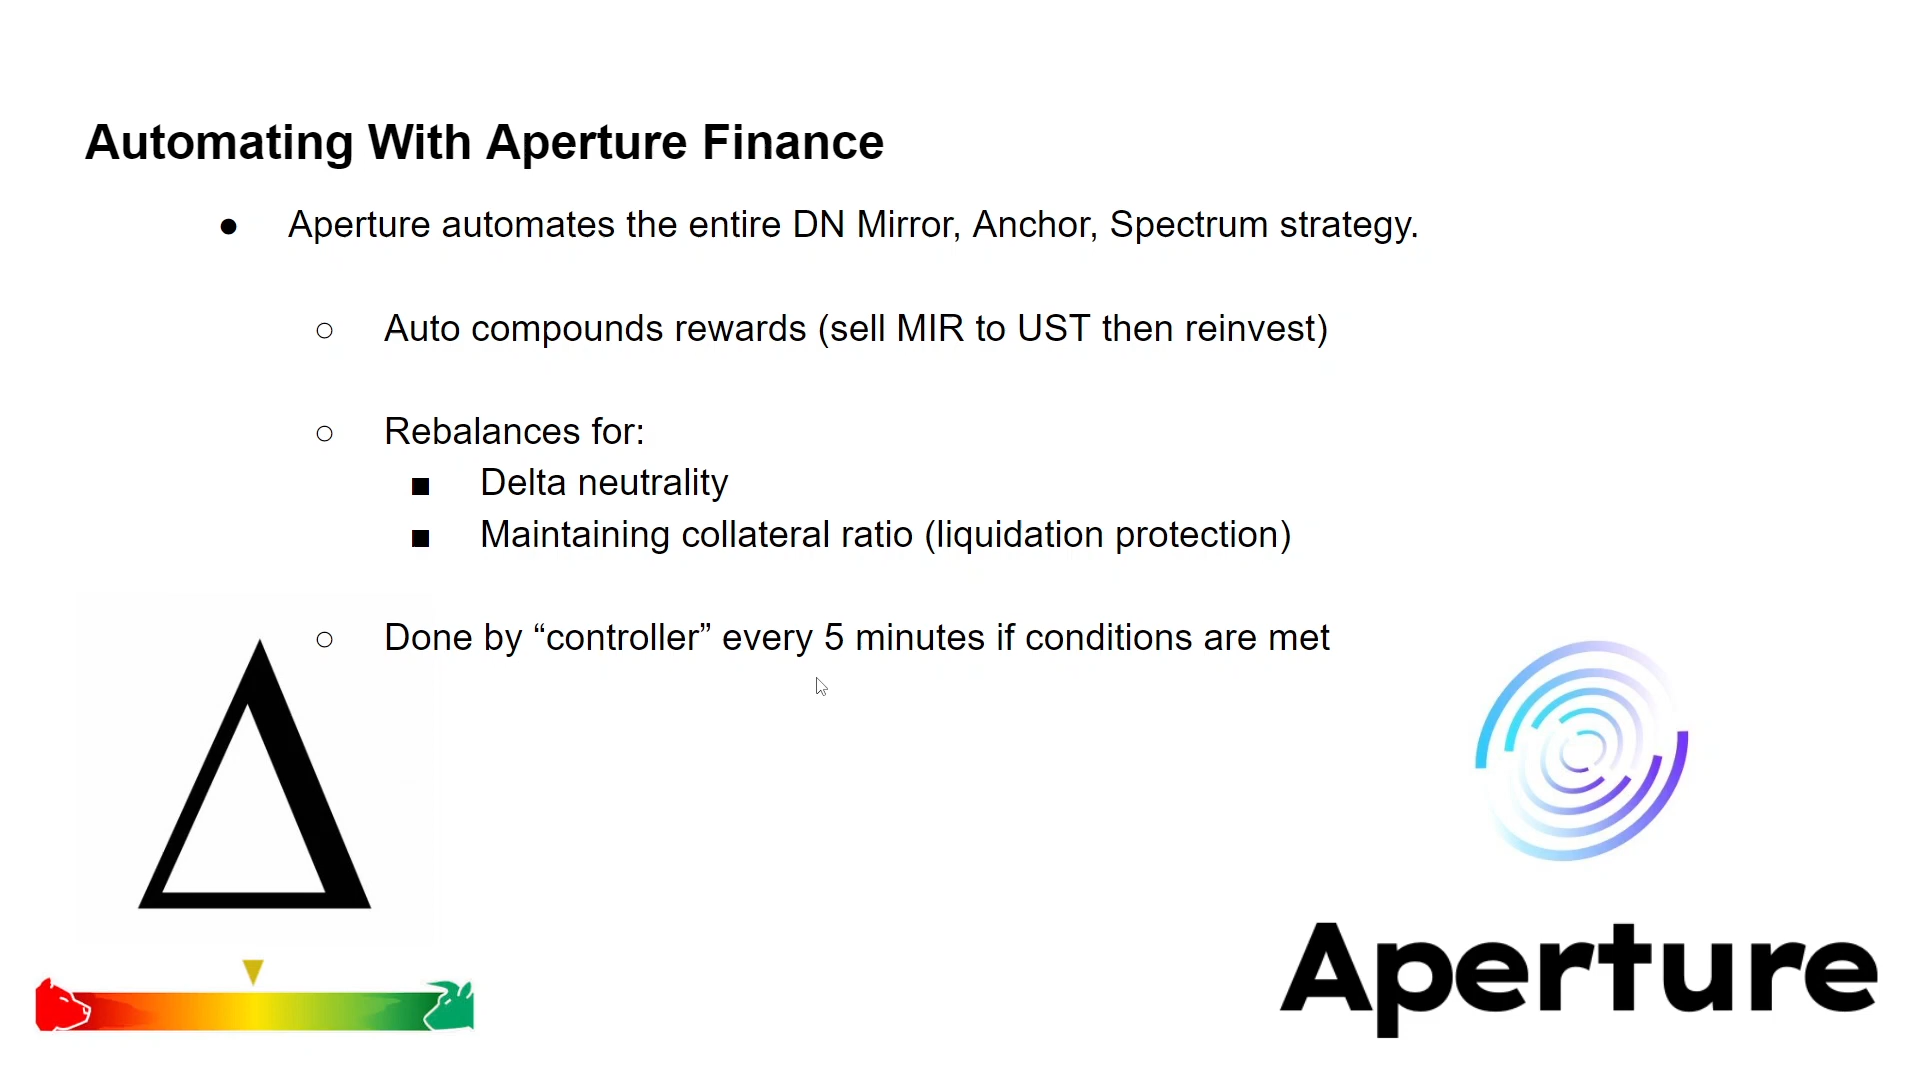 Automating With Aperture Finance
● Aperture automates the entire DN Mirror, Anchor, Spectrum strategy.
○ Auto compounds rewards (sell MIR to UST then reinvest)
○ Rebalances for:
■ Delta neutrality
■ Maintaining collateral ratio (liquidation protection)
○ Done by “controller” every 5 minutes if conditions are met
Δ
Aperture